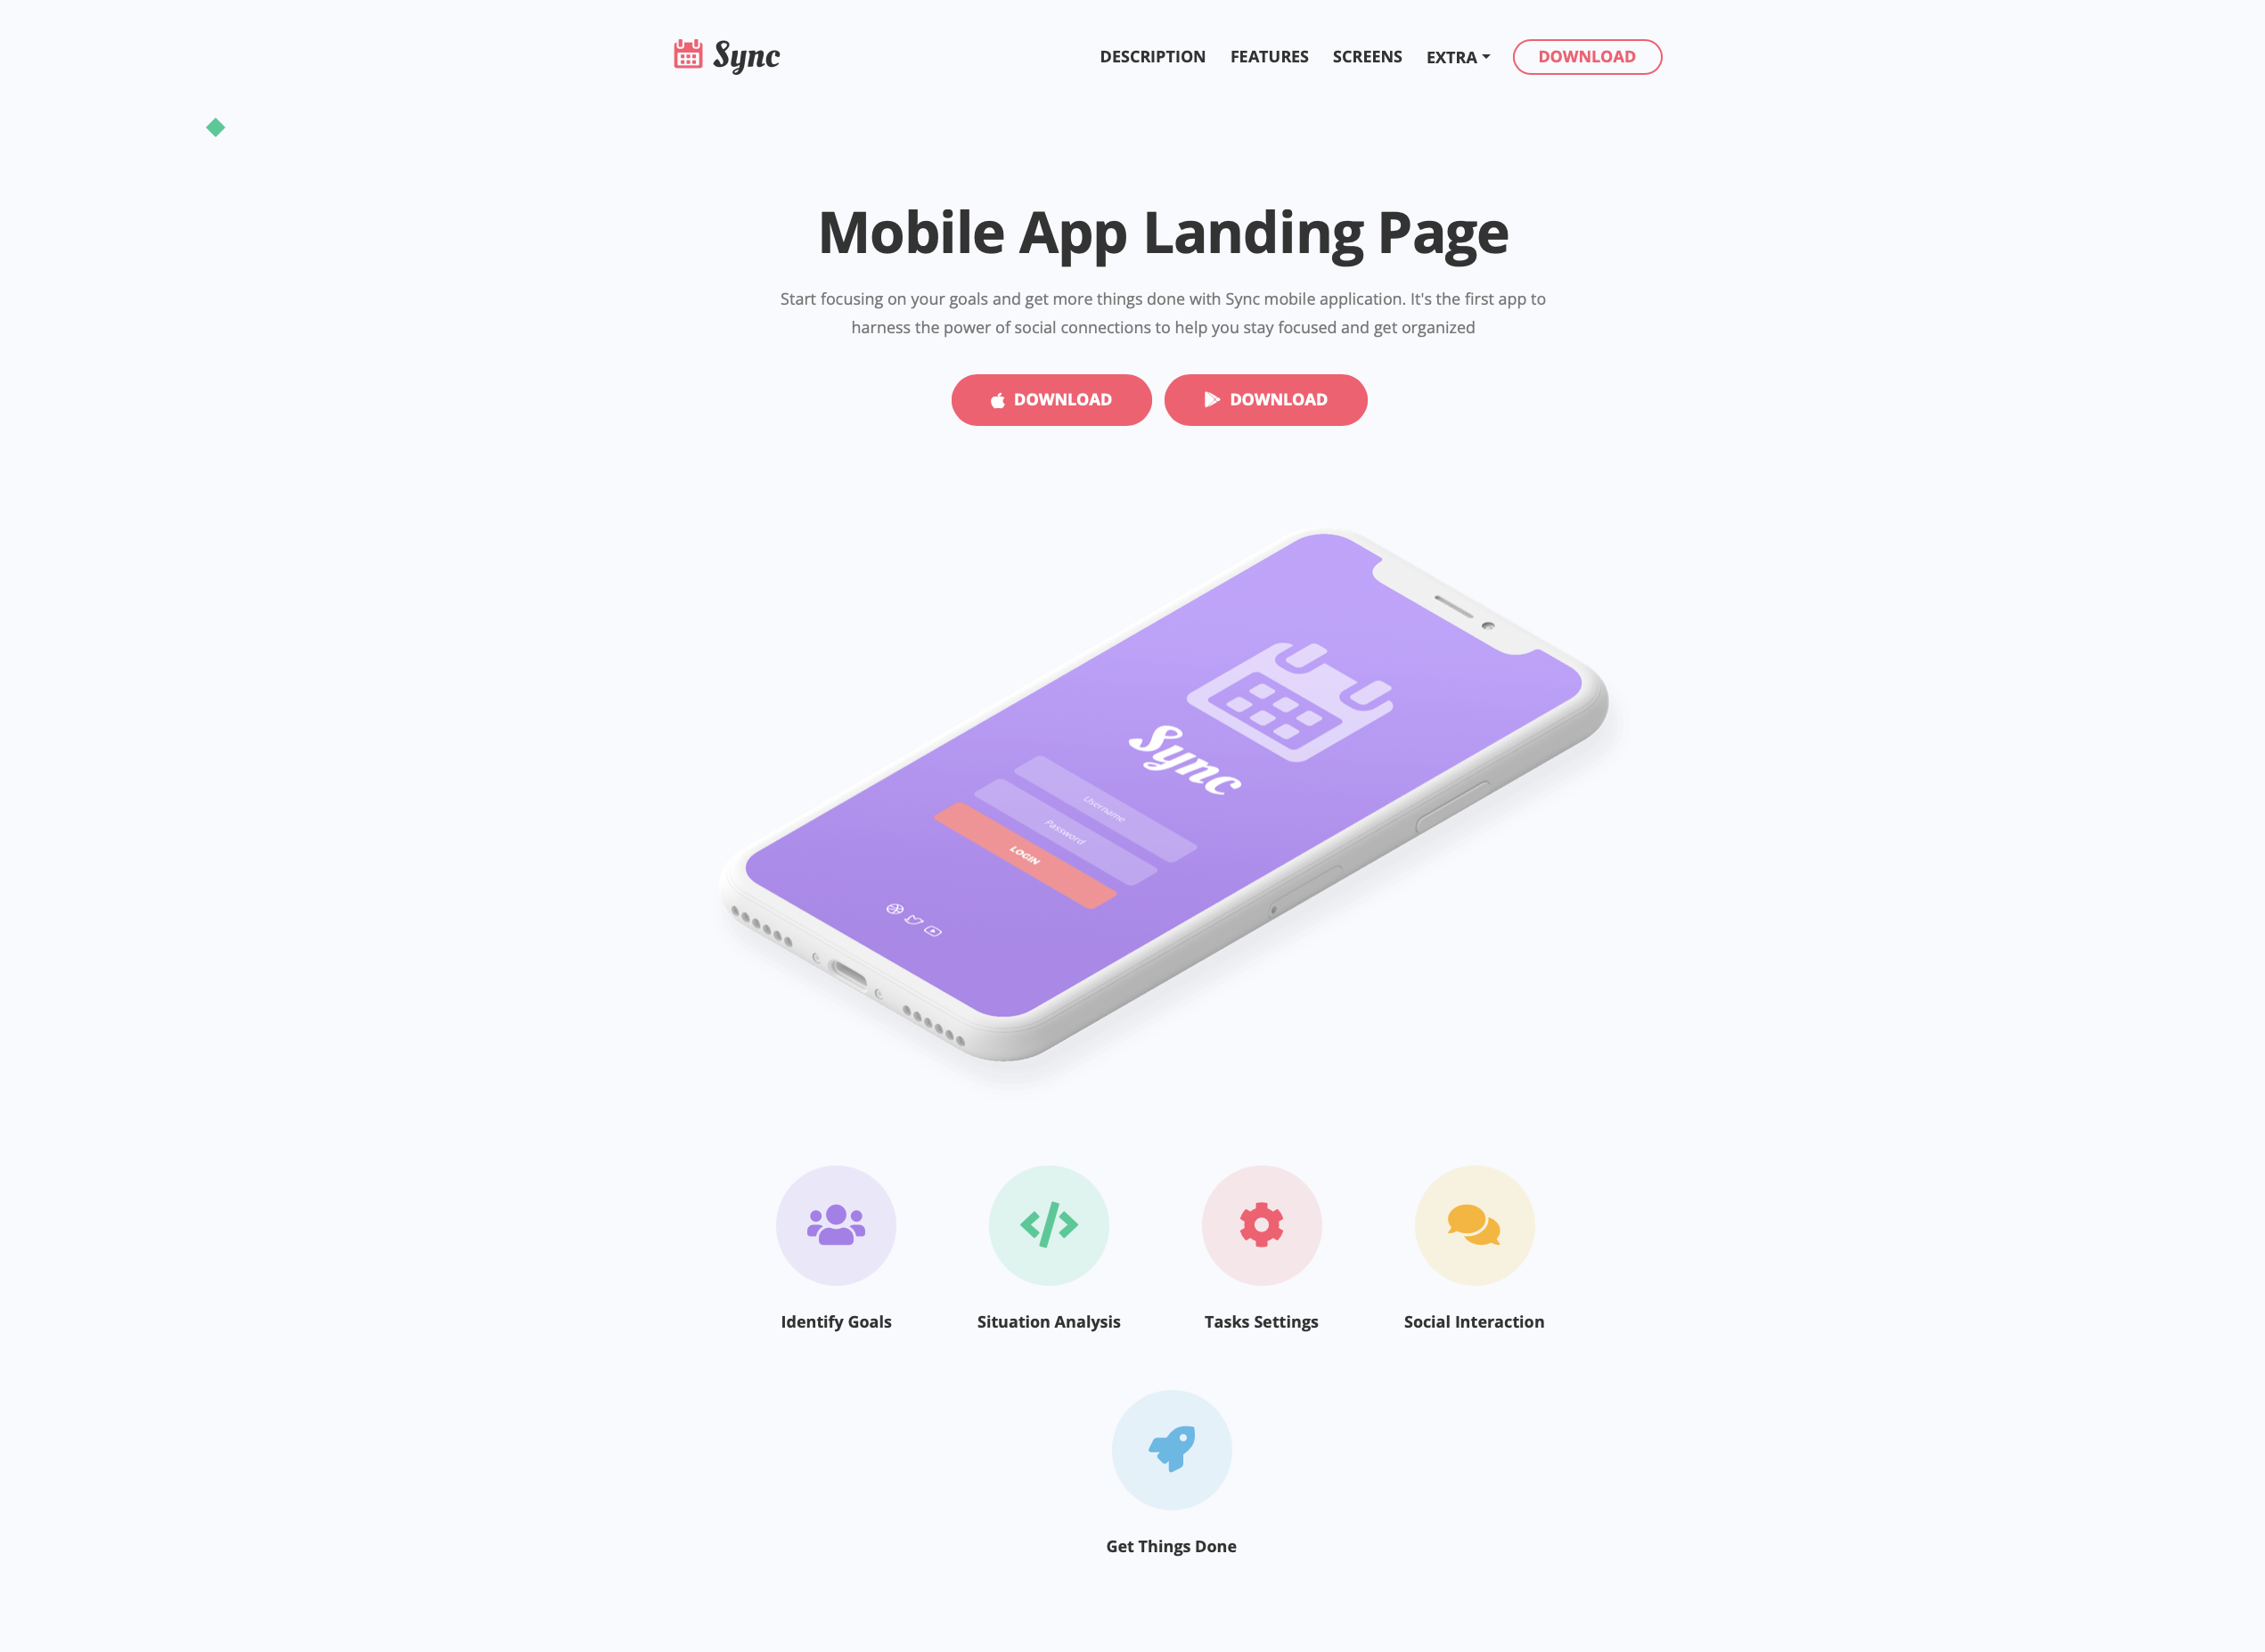 Sync
DESCRIPTION FEATURES SCREENS EXTRA DOWNLOAD
Mobile App Landing Page
Start focusing on your goals and get more things done with Sync mobile application. It's the first app to
harness the power of social connections to help you stay focused and get organized
DOWNLOAD DOWNLOAD
Sync
Username
Password
LOGIN
Identify Goals Situation Analysis Tasks Settings Social Interaction
Get Things Done